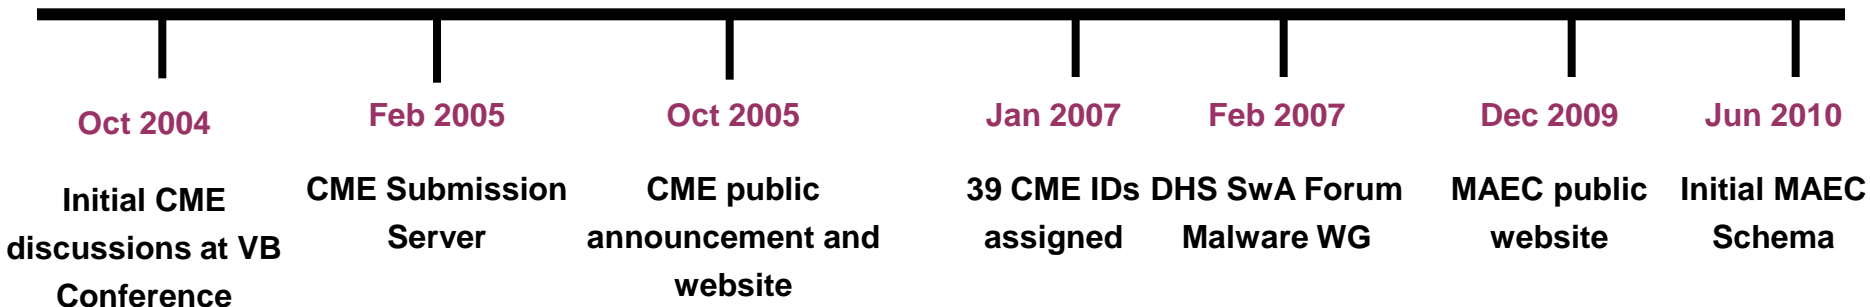 Oct 2004
Initial CME
discussions at VB
Conference
Feb 2005
CME Submission
Server
Oct 2005
CME public
announcement and
website
Jan 2007
39 CME IDs
assigned
Feb 2007
DHS SwA Forum
Malware WG
Dec 2009
MAEC public
website
Jun 2010
Initial MAEC
Schema